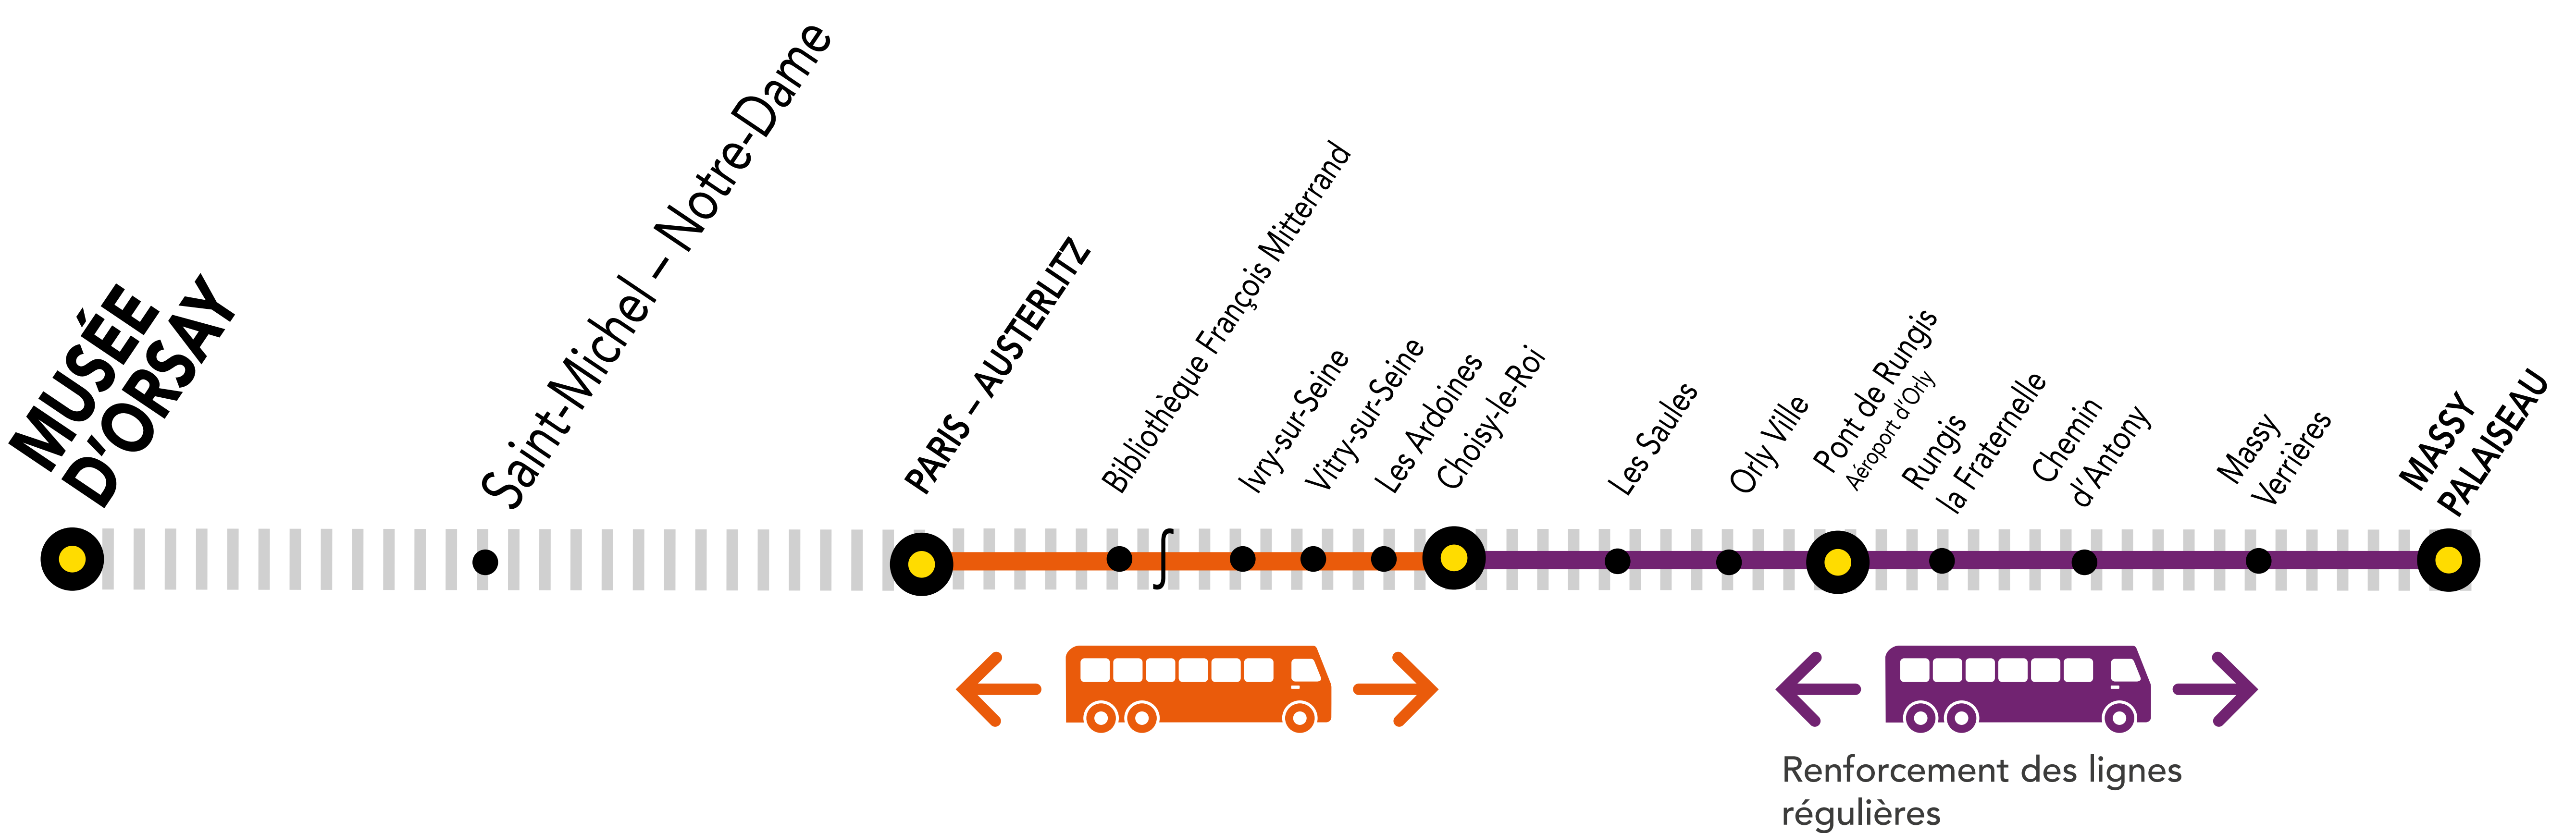 MUSÉE
D'ORSAY
Saint-Michel – Notre-Dame
PARIS – AUSTERLITZ
Bibliothèque François Mitterrand
Ivry-sur-Seine
Vitry-sur-Seine
Les Ardoines
Choisy-le-Roi
Les Saules
Orly Ville
Pont de Rungis
Aéroport d'Orly
Rungis
la Fraternelle
Chemin
d'Antony
Massy
Verrières
MASSY
PALAISEAU
Renforcement des lignes
régulières